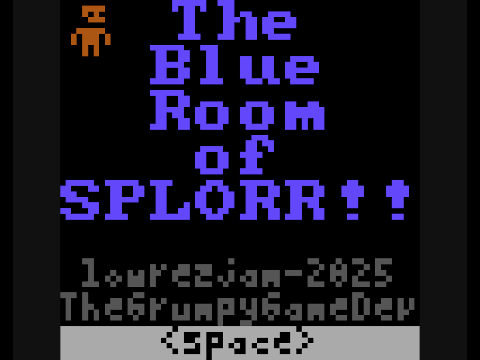 The
Blue
Room
of
SPLORR!!
lowrezjam-2025
TheGrumpyGameDev
<space>